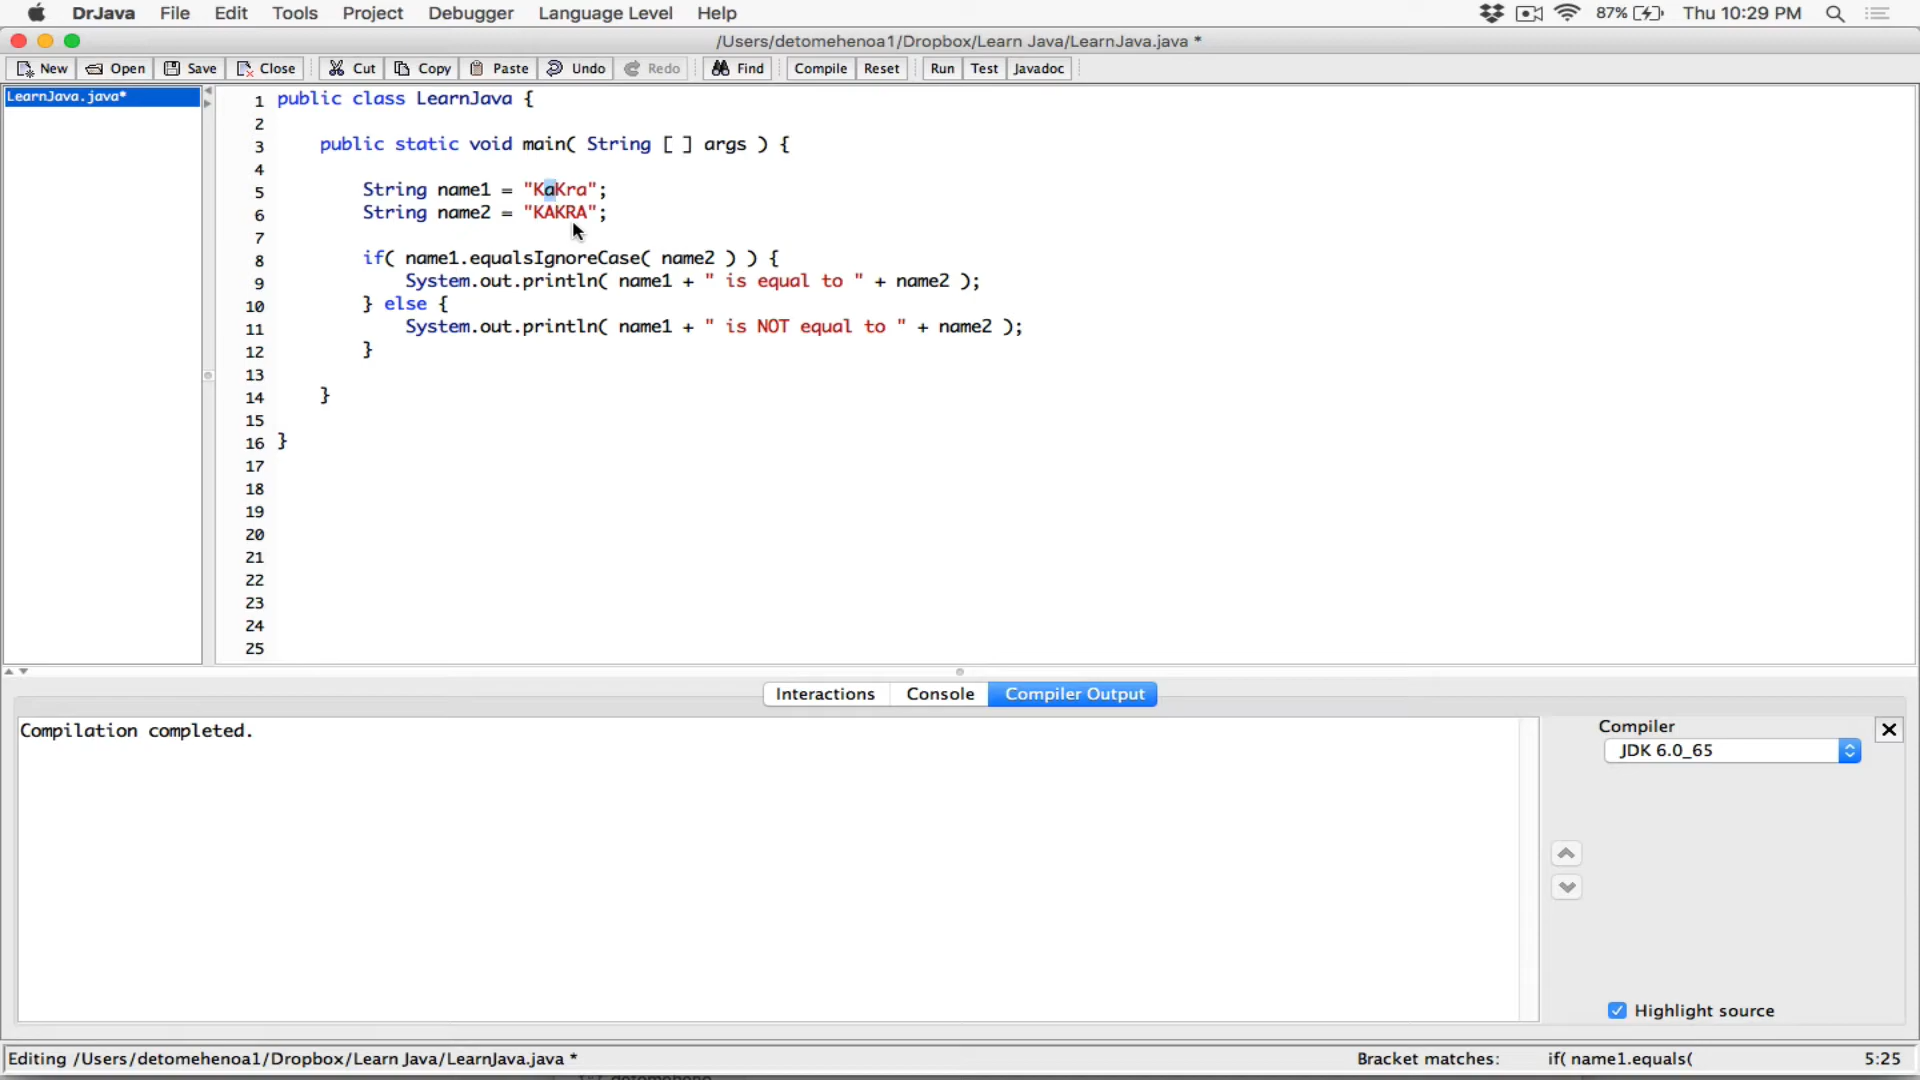 DrJava File Edit Tools Project Debugger Language Level Help 87% Thu 10:29 PM
/Users/detomehenoa1/Dropbox/Learn Java/LearnJava.java *
New Open Save Close Cut Copy Paste Undo Redo Find Compile Reset Run Test Javadoc
LearnJava.java*
1 public class LearnJava {
2
3 public static void main( String [ ] args ) {
4
5 String name1 = "KaKra";
6 String name2 = "KAKRA";
7
8 if( name1.equalsIgnoreCase( name2 ) ) {
9 System.out.println( name1 + " is equal to " + name2 );
10 } else {
11 System.out.println( name1 + " is NOT equal to " + name2 );
12 }
13
14 }
15
16 }
17
18
19
20
21
22
23
24
25
Interactions Console Compiler Output
Compilation completed.
Compiler
JDK 6.0_65
Highlight source
Editing /Users/detomehenoa1/Dropbox/Learn Java/LearnJava.java * Bracket matches: if( name1.equals( 5:25